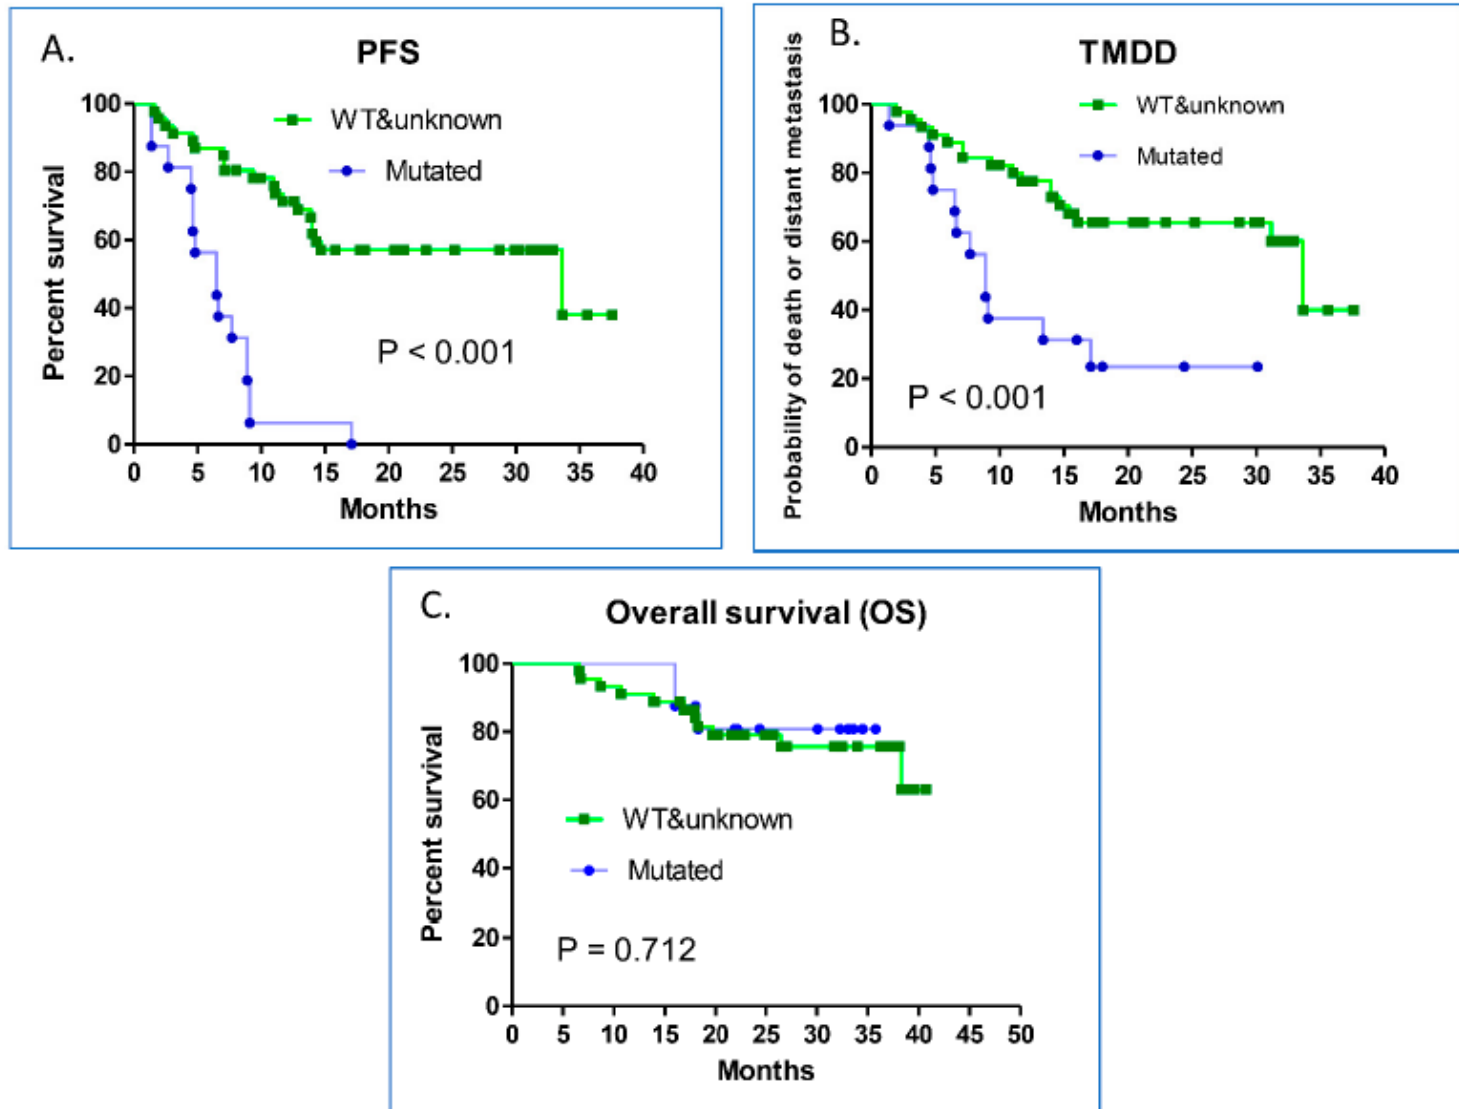 A.
PFS
100
80
60
40
20
0
Percent survival
WT&unknown
Mutated
P < 0.001
0 5 10 15 20 25 30 35 40
Months
B.
TMDD
100
80
60
40
20
0
Probability of death or distant metastasis
WT&unknown
Mutated
P < 0.001
0 5 10 15 20 25 30 35 40
Months
C.
Overall survival (OS)
100
80
60
40
20
0
Percent survival
WT&unknown
Mutated
P = 0.712
0 5 10 15 20 25 30 35 40 45 50
Months